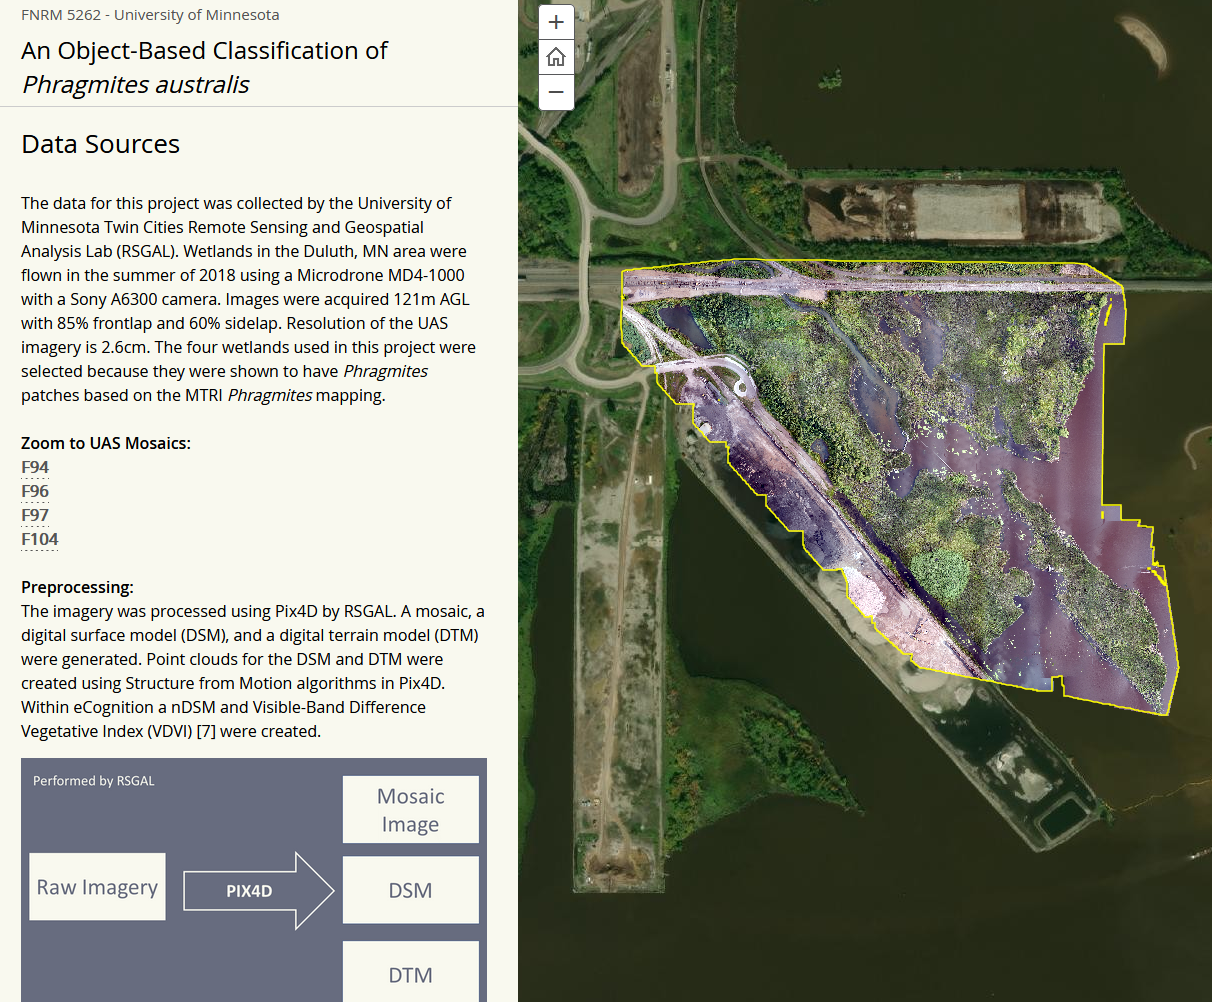 FNRM 5262 - University of Minnesota
An Object-Based Classification of
Phragmites australis
Data Sources
The data for this project was collected by the University of
Minnesota Twin Cities Remote Sensing and Geospatial
Analysis Lab (RSGAL). Wetlands in the Duluth, MN area were
flown in the summer of 2018 using a Microdrone MD4-1000
with a Sony A6300 camera. Images were acquired 121m AGL
with 85% frontlap and 60% sidelap. Resolution of the UAS
imagery is 2.6cm. The four wetlands used in this project were
selected because they were shown to have Phragmites
patches based on the MTRI Phragmites mapping.
Zoom to UAS Mosaics:
F94
F96
F97
F104
Preprocessing:
The imagery was processed using Pix4D by RSGAL. A mosaic, a
digital surface model (DSM), and a digital terrain model (DTM)
were generated. Point clouds for the DSM and DTM were
created using Structure from Motion algorithms in Pix4D.
Within eCognition a nDSM and Visible-Band Difference
Vegetative Index (VDVI) [7] were created.
Performed by RSGAL
Mosaic
Image
Raw Imagery
PIX4D
DSM
DTM